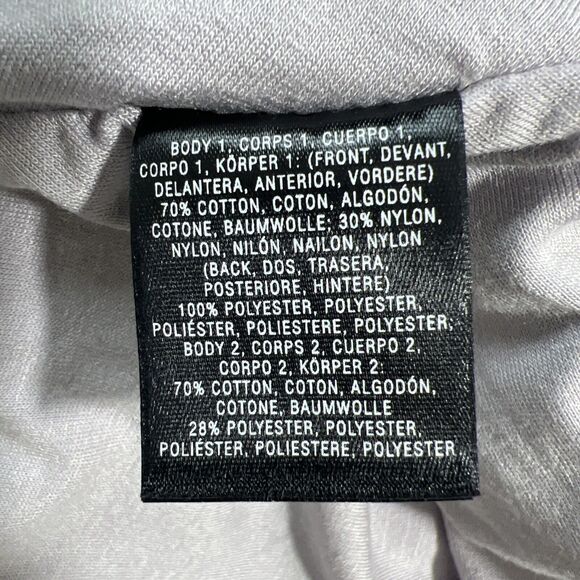 BODY 1, CORPS 1, CUERPO 1,
CORPO 1, KÖRPER 1: (FRONT, DEVANT,
DELANTERA, ANTERIOR, VORDERE)
70% COTTON, COTON, ALGODÓN,
COTONE, BAUMWOLLE; 30% NYLON,
NYLON, NILÓN, NAILON, NYLON
(BACK, DOS, TRASERA,
POSTERIORE, HINTERE)
100% POLYESTER, POLYESTER,
POLIÉSTER, POLIESTERE, POLYESTER;
BODY 2, CORPS 2, CUERPO 2,
CORPO 2, KÖRPER 2:
70% COTTON, COTON, ALGODÓN,
COTONE, BAUMWOLLE
28% POLYESTER, POLYESTER,
POLIÉSTER, POLIESTERE, POLYESTER